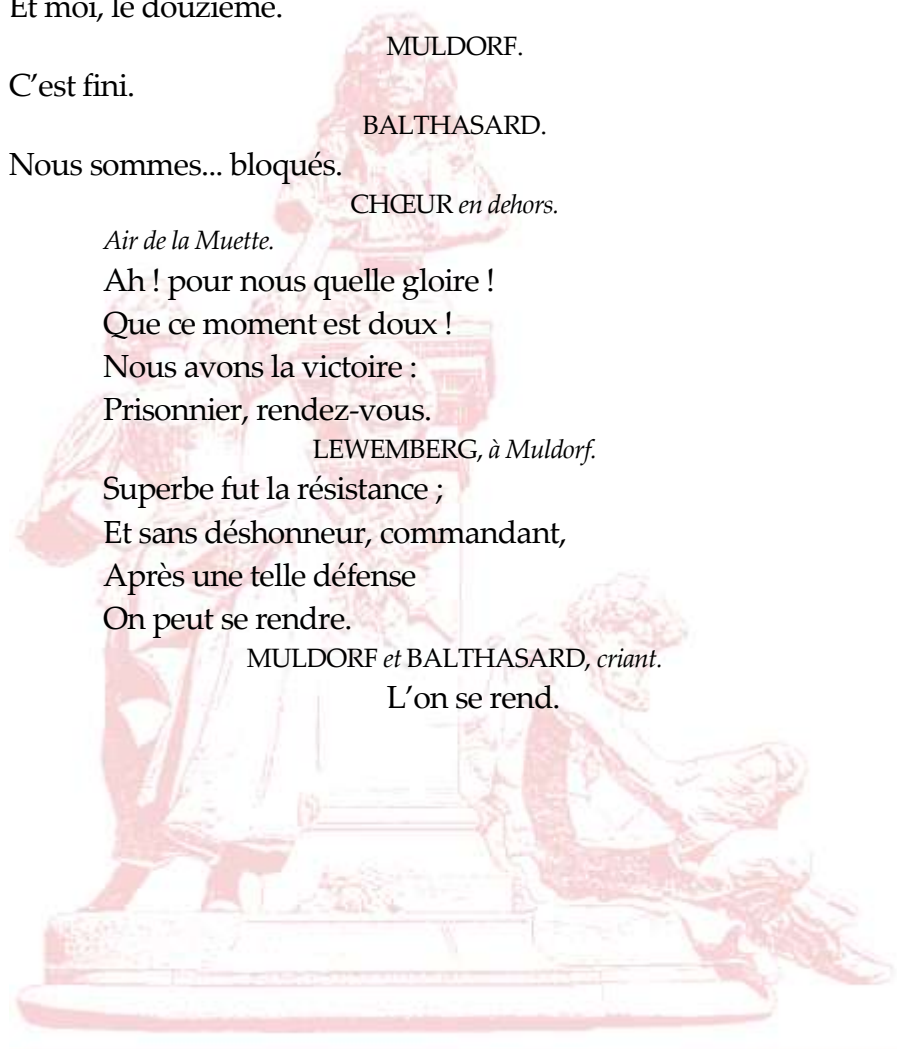 Et moi, le douzième.
MULDORF.
C’est fini.
BALTHASARD.
Nous sommes... bloqués.
CHŒUR en dehors.
Air de la Muette.
Ah ! pour nous quelle gloire !
Que ce moment est doux !
Nous avons la victoire :
Prisonnier, rendez-vous.
LEWEMBERG, à Muldorf.
Superbe fut la résistance ;
Et sans déshonneur, commandant,
Après une telle défense
On peut se rendre.
MULDORF et BALTHASARD, criant.
L’on se rend.